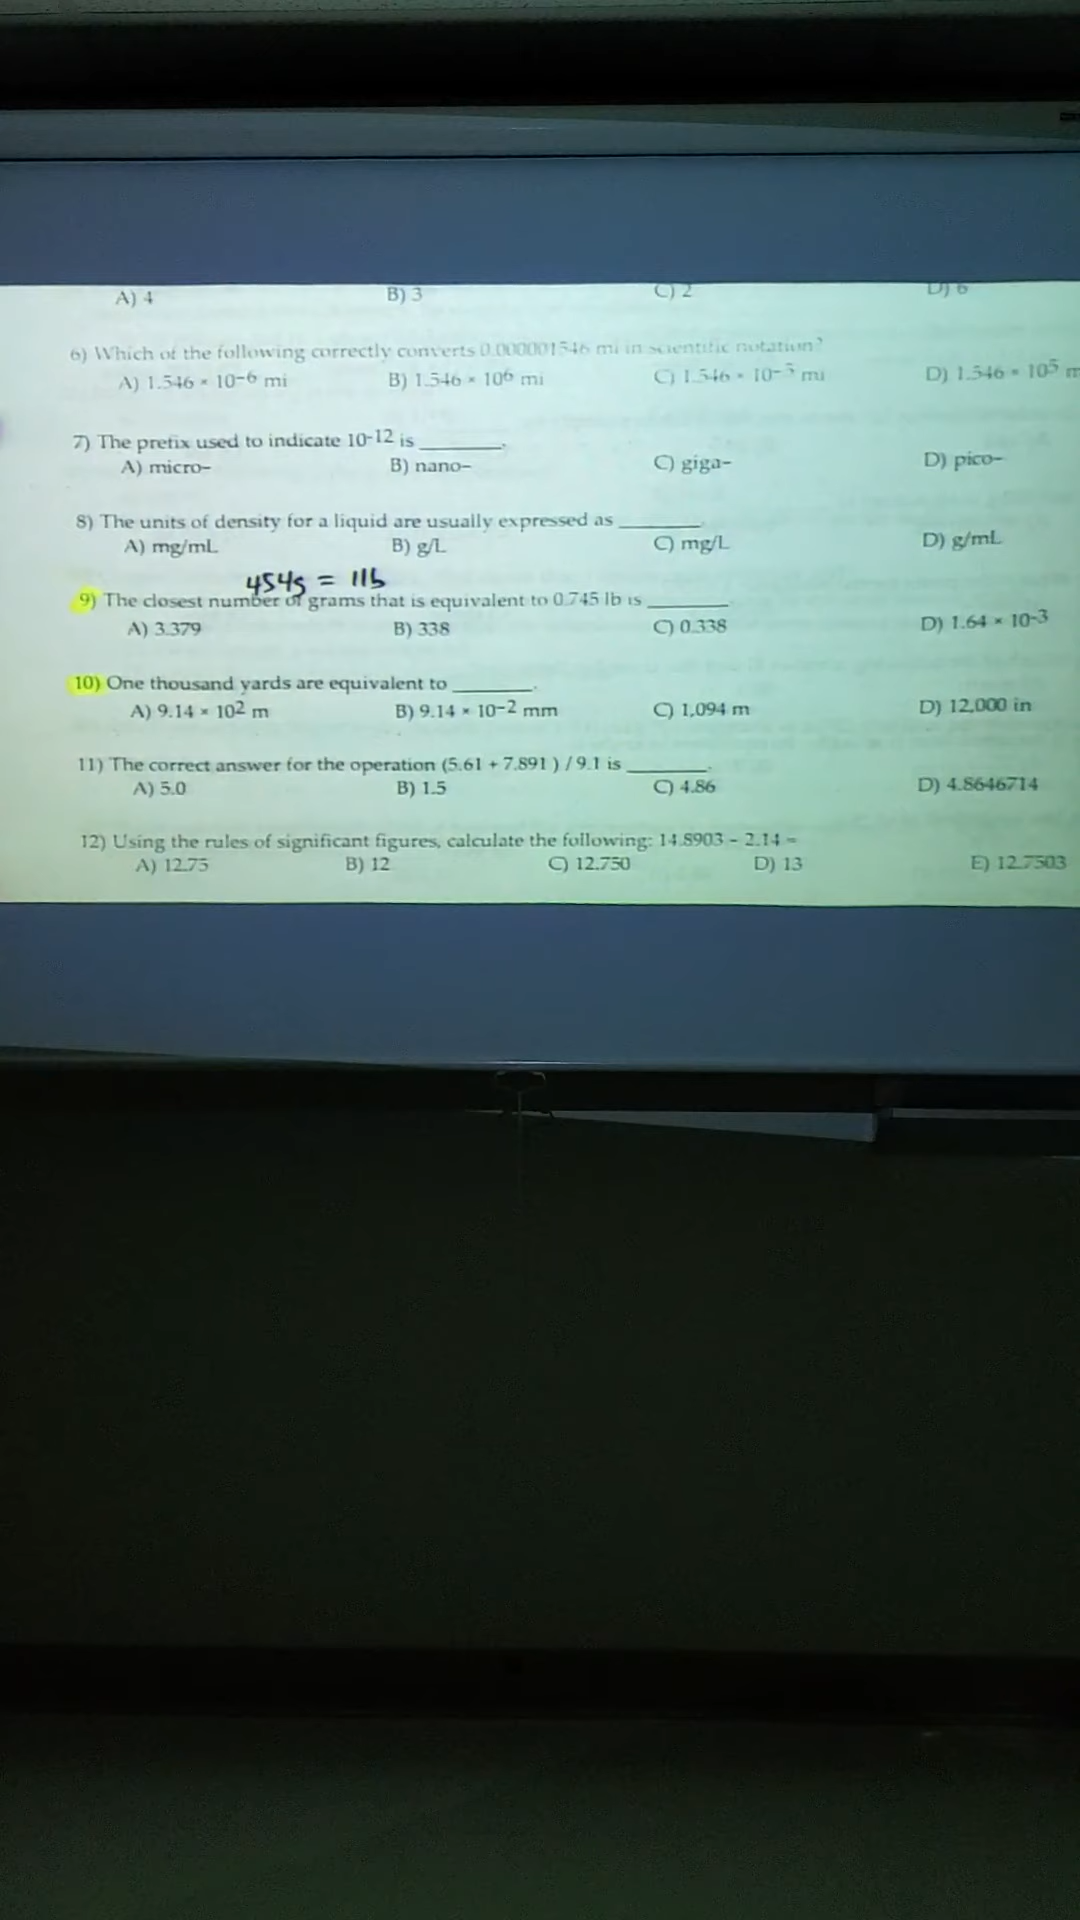 A) 4 B) 3 C) 2 D) 6
6) Which of the following correctly converts 0.000001546 mi in scientific notation?
A) 1.546 × 10-6 mi B) 1.546 × 106 mi C) 1.546 × 10-5 mi D) 1.546 × 105 m
7) The prefix used to indicate 10-12 is ________.
A) micro- B) nano- C) giga- D) pico-
8) The units of density for a liquid are usually expressed as ________.
A) mg/mL B) g/L C) mg/L D) g/mL
454g = 1lb
9) The closest number of grams that is equivalent to 0.745 lb is ________.
A) 3.379 B) 338 C) 0.338 D) 1.64 × 10-3
10) One thousand yards are equivalent to ________.
A) 9.14 × 102 m B) 9.14 × 10-2 mm C) 1,094 m D) 12,000 in
11) The correct answer for the operation (5.61 + 7.891 ) / 9.1 is ________.
A) 5.0 B) 1.5 C) 4.86 D) 4.8646714
12) Using the rules of significant figures, calculate the following: 14.8903 - 2.14 =
A) 12.75 B) 12 C) 12.750 D) 13 E) 12.7503